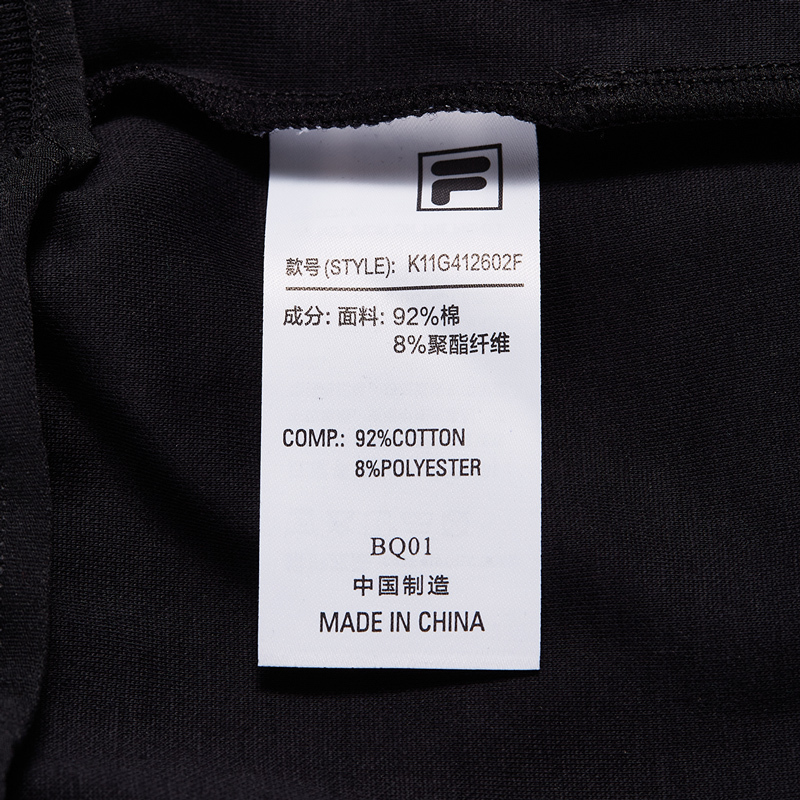 款号(STYLE): K11G412602F
成分: 面料: 92%棉
8%聚酯纤维
COMP.: 92%COTTON
8%POLYESTER
BQ01
中国制造
MADE IN CHINA